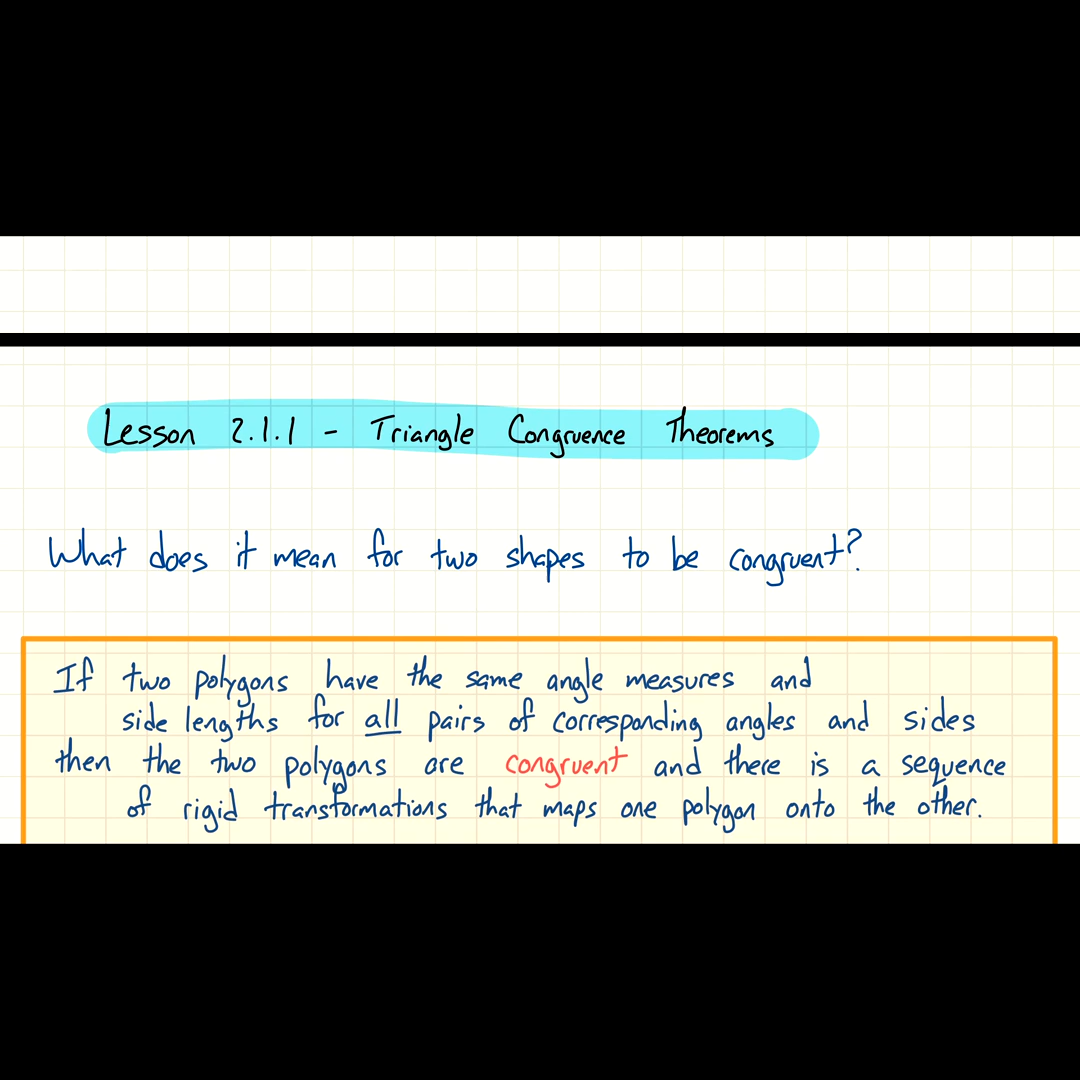 Lesson 2.1.1 - Triangle Congruence Theorems
What does it mean for two shapes to be congruent?
If two polygons have the same angle measures and
side lengths for all pairs of corresponding angles and sides
then the two polygons are congruent and there is a sequence
of rigid transformations that maps one polygon onto the other.